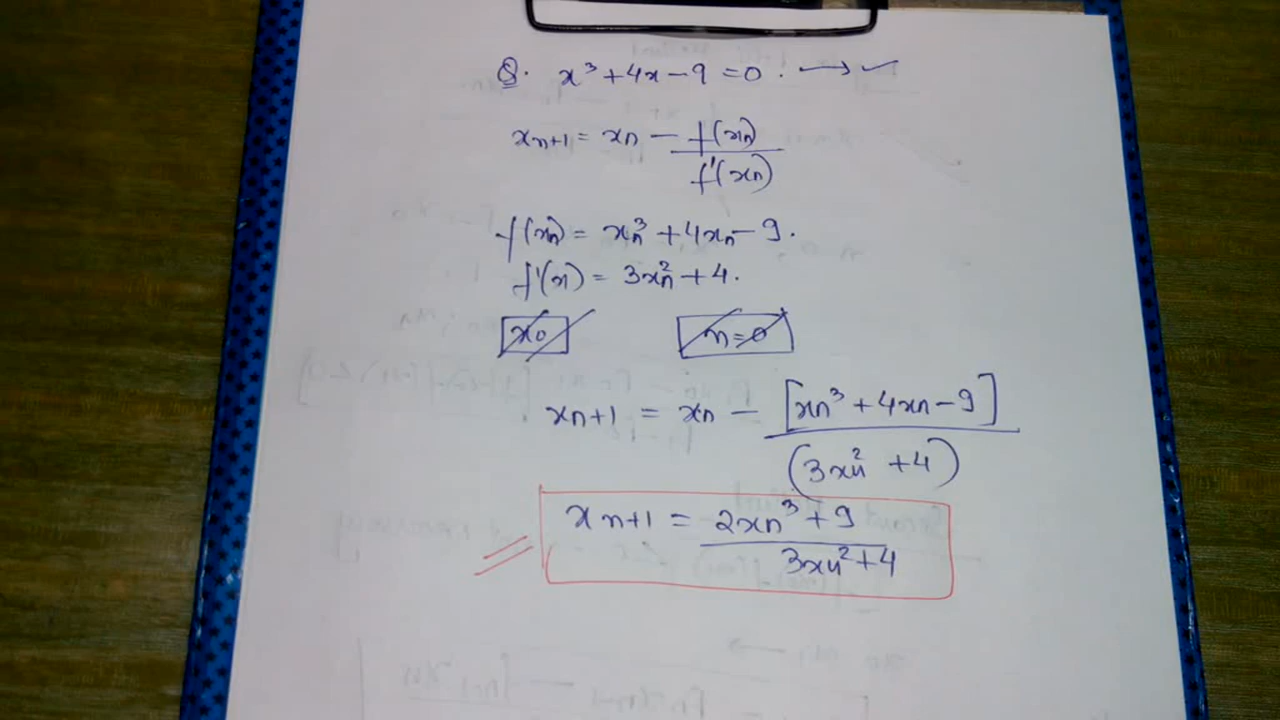 Q. x³ + 4x - 9 = 0. → ✓
xₙ₊₁ = xₙ - f(xₙ) / f'(xₙ)
f(xₙ) = xₙ³ + 4xₙ - 9.
f'(x) = 3xₙ² + 4.
x₀ n=0
xₙ₊₁ = xₙ - [xₙ³ + 4xₙ - 9] / (3xₙ² + 4)
xₙ₊₁ = 2xₙ³ + 9 / 3xₙ² + 4